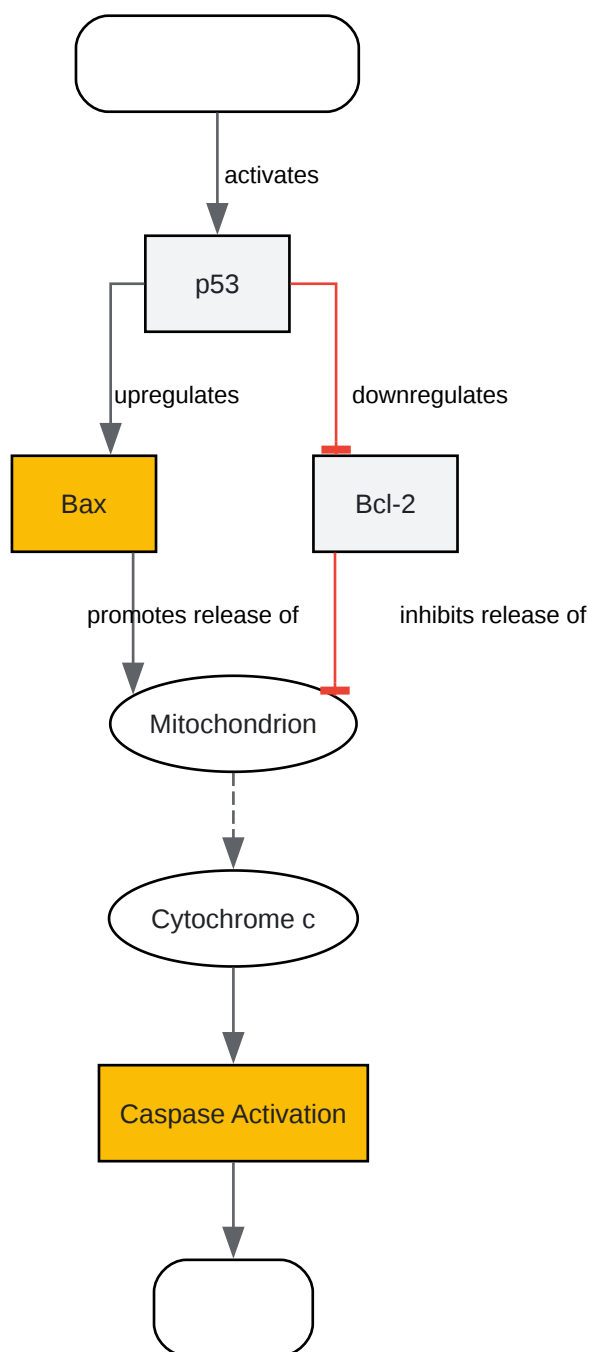 activates
p53
upregulates
downregulates
Bax
Bcl-2
promotes release of
inhibits release of
Mitochondrion
Cytochrome c
Caspase Activation